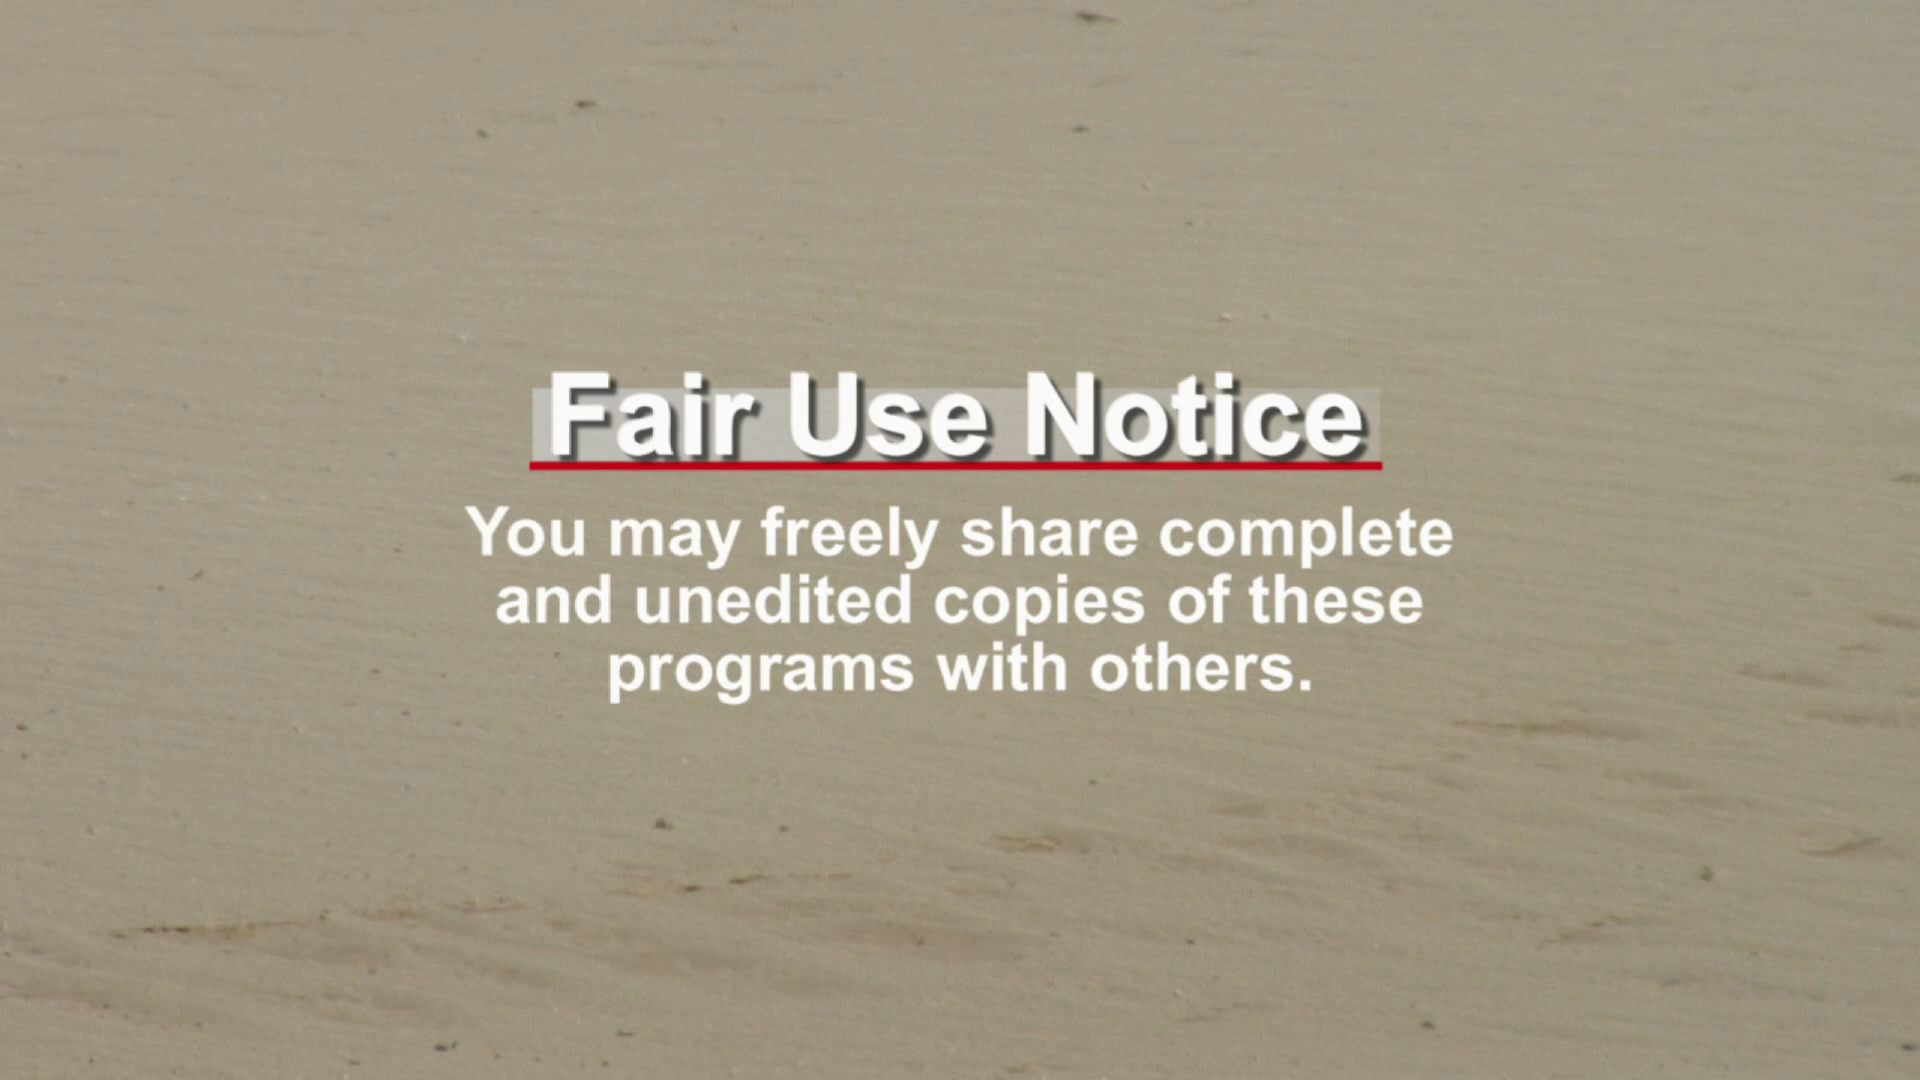 Fair Use Notice
You may freely share complete
and unedited copies of these
programs with others.